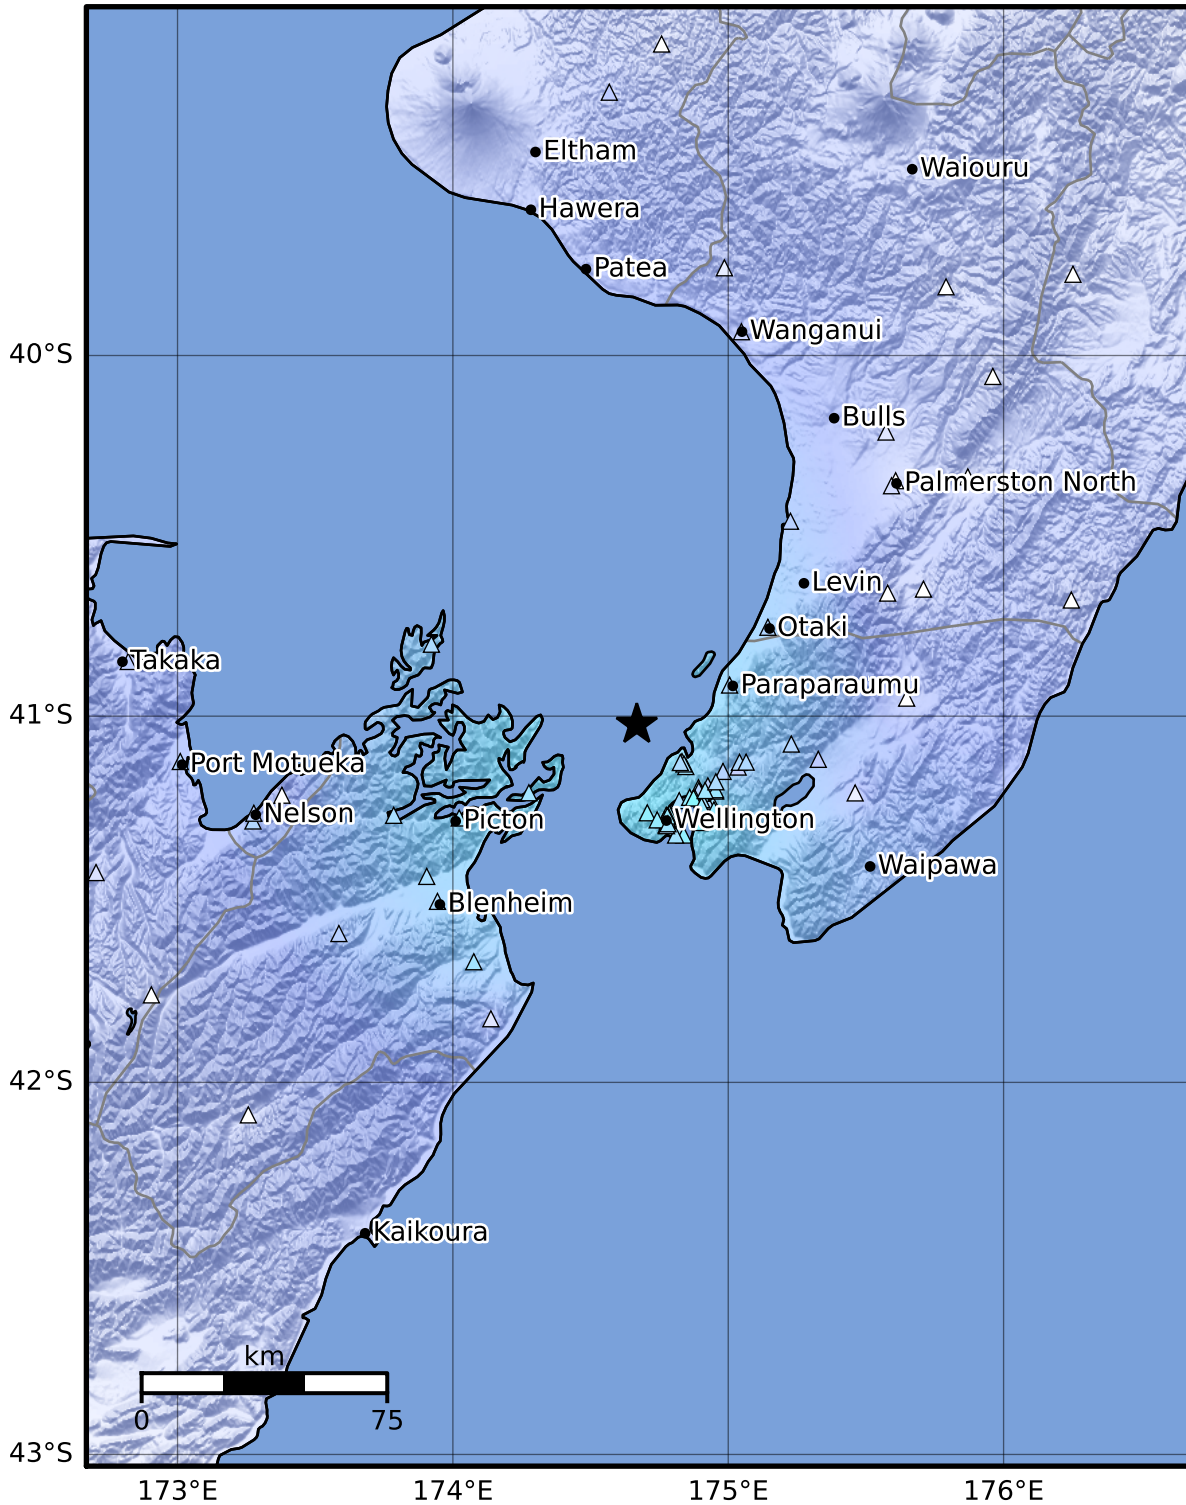 Eltham
Waiouru
Hawera
Patea
Wanganui
40°S
Bulls
Palmerston North
Levin
Otaki
Takaka
Paraparaumu
41°S
Port Motueka
Nelson
Picton
Wellington
Waipawa
Blenheim
42°S
Kaikoura
km
0
75
43°S
173°E
174°E
175°E
176°E